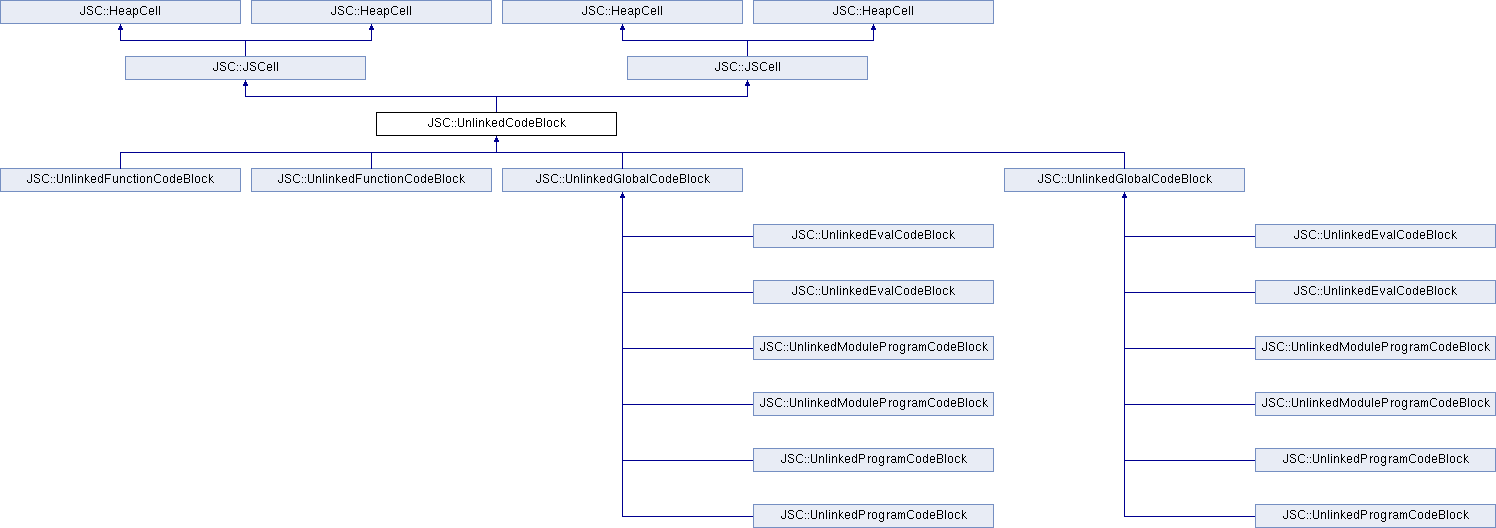 JSC::HeapCell
JSC::HeapCell
JSC::HeapCell
JSC::HeapCell
JSC::JSCell
JSC::JSCell
JSC::UnlinkedCodeBlock
JSC::UnlinkedFunctionCodeBlock
JSC::UnlinkedFunctionCodeBlock
JSC::UnlinkedGlobalCodeBlock
JSC::UnlinkedGlobalCodeBlock
JSC::UnlinkedEvalCodeBlock
JSC::UnlinkedEvalCodeBlock
JSC::UnlinkedEvalCodeBlock
JSC::UnlinkedEvalCodeBlock
JSC::UnlinkedModuleProgramCodeBlock
JSC::UnlinkedModuleProgramCodeBlock
JSC::UnlinkedModuleProgramCodeBlock
JSC::UnlinkedModuleProgramCodeBlock
JSC::UnlinkedProgramCodeBlock
JSC::UnlinkedProgramCodeBlock
JSC::UnlinkedProgramCodeBlock
JSC::UnlinkedProgramCodeBlock